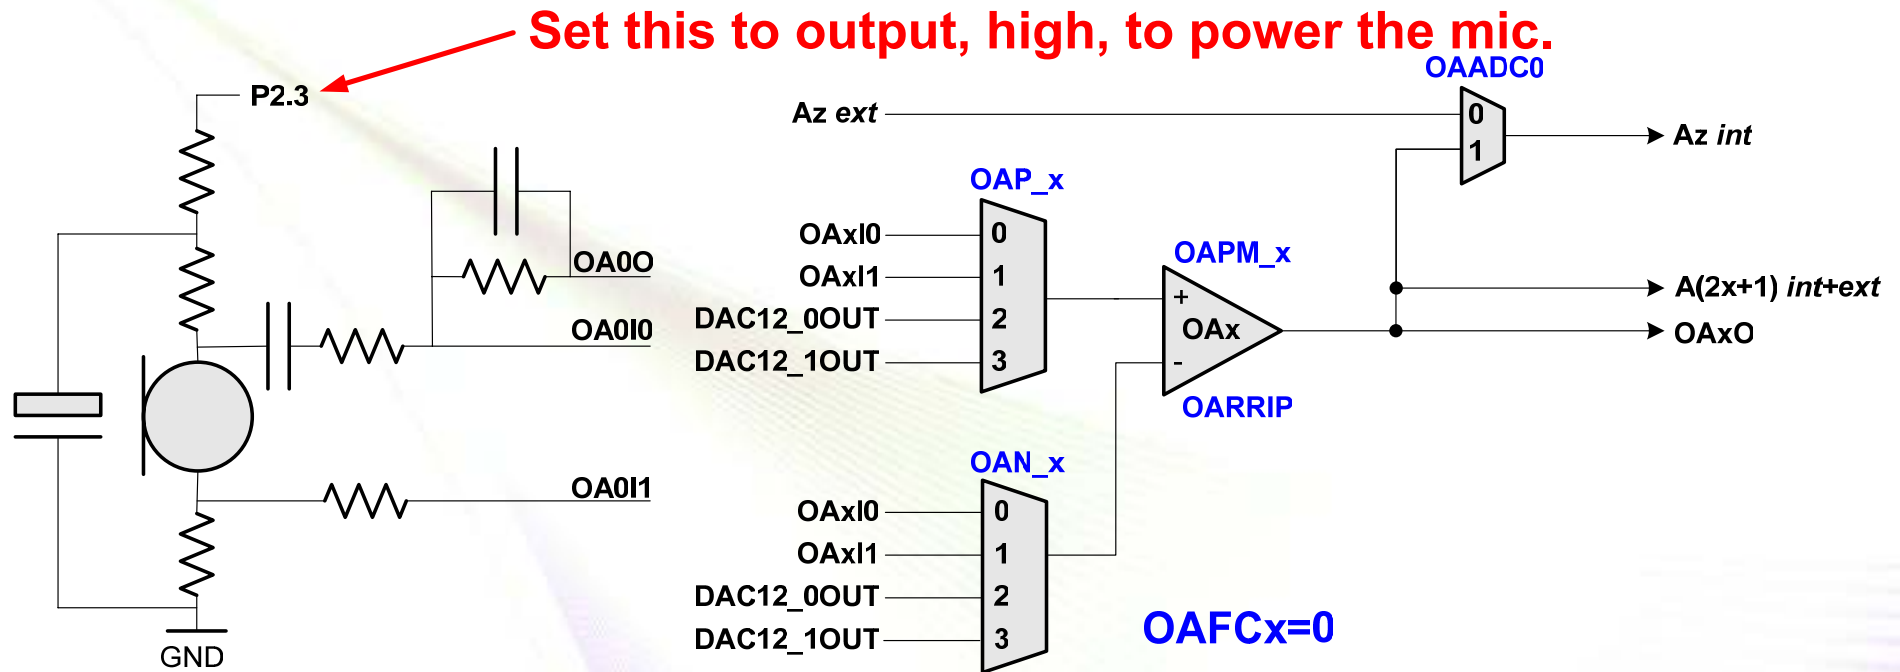 Set this to output, high, to power the mic.
P2.3
OA0O
OA0I0
OA0I1
GND
Az ext
OAADC0
0
1
Az int
OAP_x
OAxI0
0
OAxI1
1
DAC12_0OUT
2
DAC12_1OUT
3
OAPM_x
+
OAx
-
OARRIP
A(2x+1) int+ext
OAxO
OAN_x
OAxI0
0
OAxI1
1
DAC12_0OUT
2
DAC12_1OUT
3
OAFCx=0